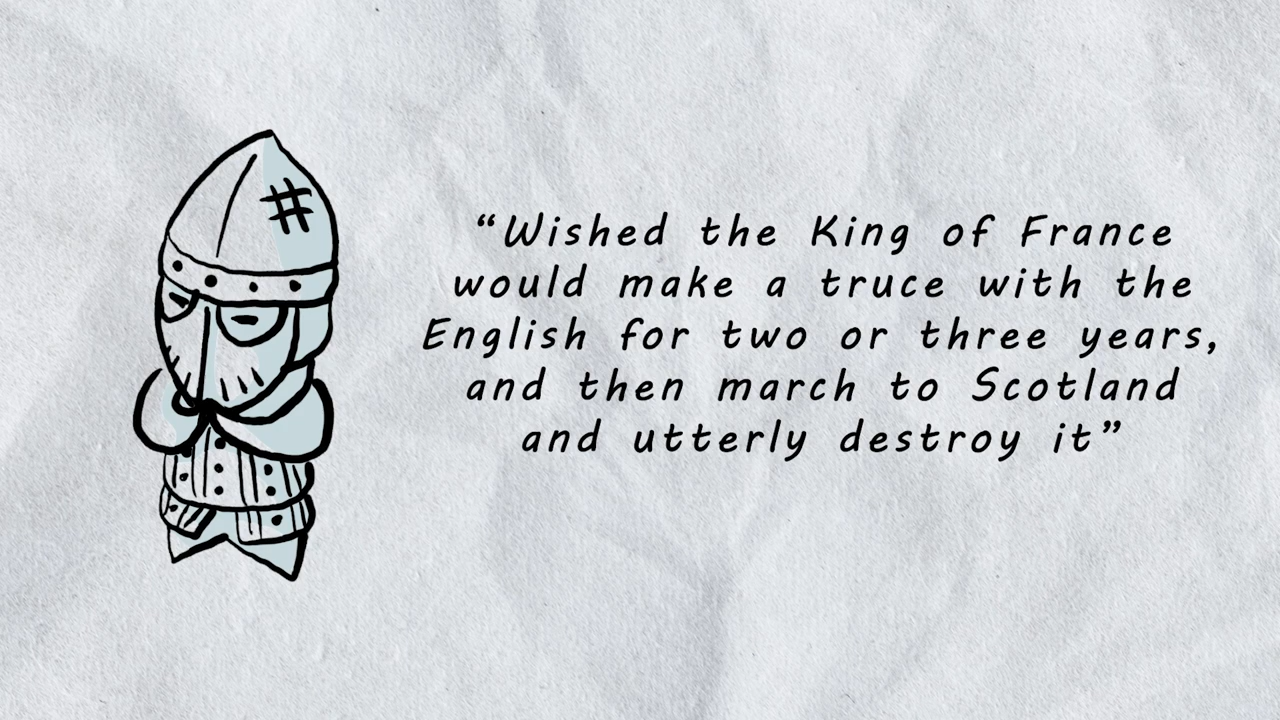 “Wished the King of France
would make a truce with the
English for two or three years,
and then march to Scotland
and utterly destroy it”